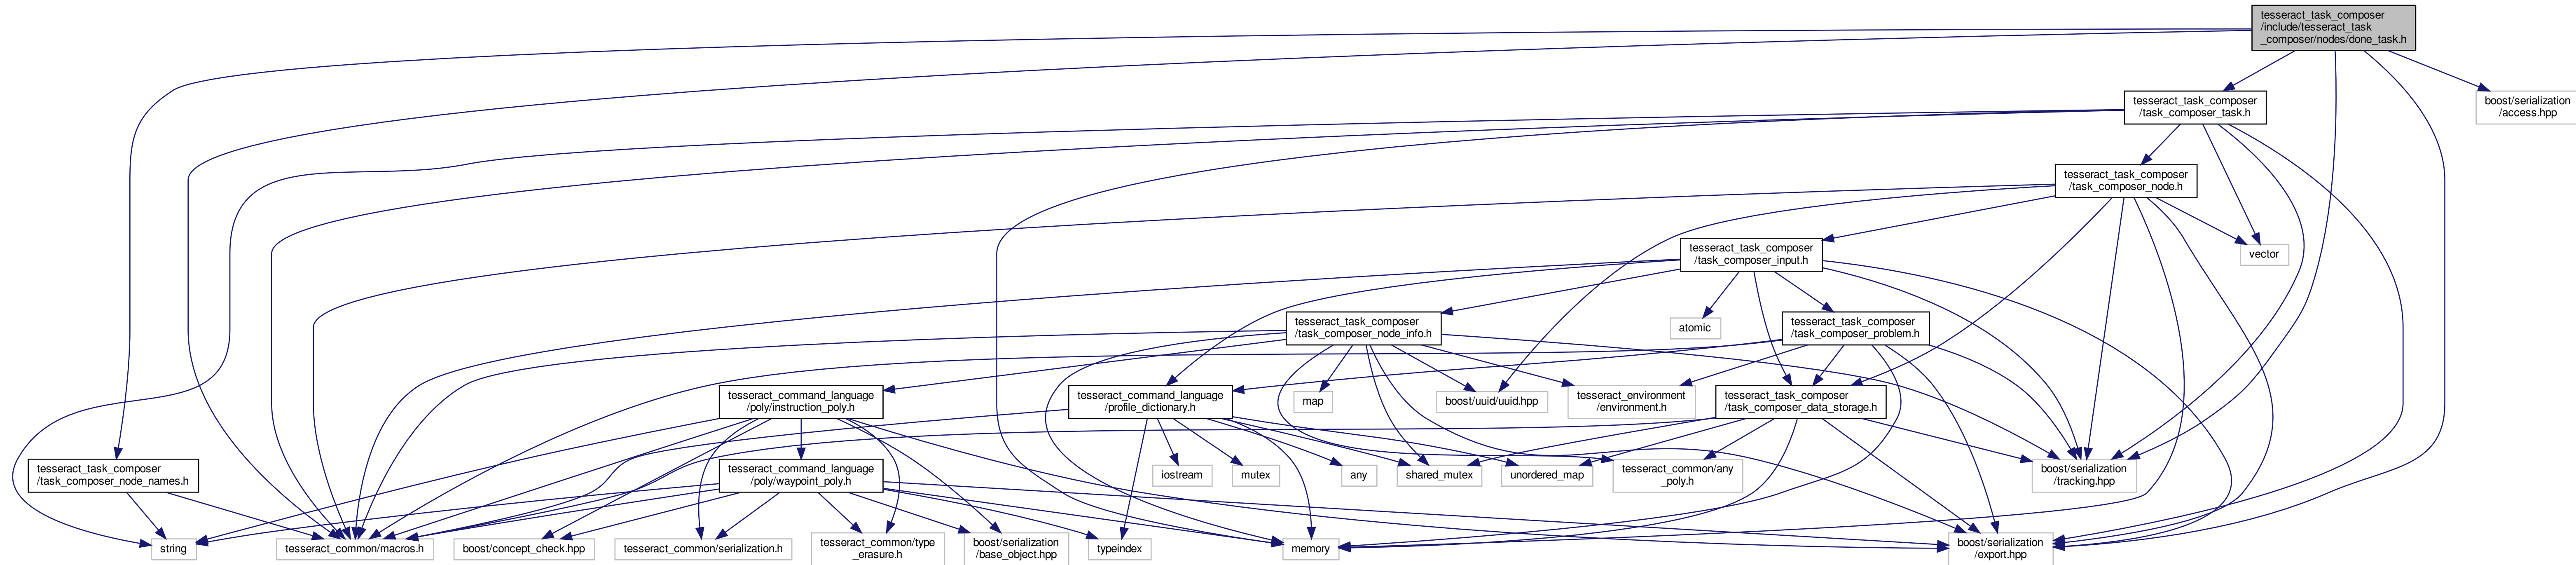 tesseract_task_composer
/include/tesseract_task
_composer/nodes/done_task.h
tesseract_task_composer
/task_composer_task.h
boost/serialization
/access.hpp
tesseract_task_composer
/task_composer_node.h
tesseract_task_composer
/task_composer_input.h
vector
tesseract_task_composer
/task_composer_node_info.h
atomic
tesseract_task_composer
/task_composer_problem.h
tesseract_command_language
/poly/instruction_poly.h
tesseract_command_language
/profile_dictionary.h
map
boost/uuid/uuid.hpp
tesseract_environment
/environment.h
tesseract_task_composer
/task_composer_data_storage.h
tesseract_task_composer
/task_composer_node_names.h
tesseract_command_language
/poly/waypoint_poly.h
iostream
mutex
any
shared_mutex
unordered_map
tesseract_common/any
_poly.h
boost/serialization
/tracking.hpp
string
tesseract_common/macros.h
boost/concept_check.hpp
tesseract_common/serialization.h
tesseract_common/type
_erasure.h
boost/serialization
/base_object.hpp
typeindex
memory
boost/serialization
/export.hpp